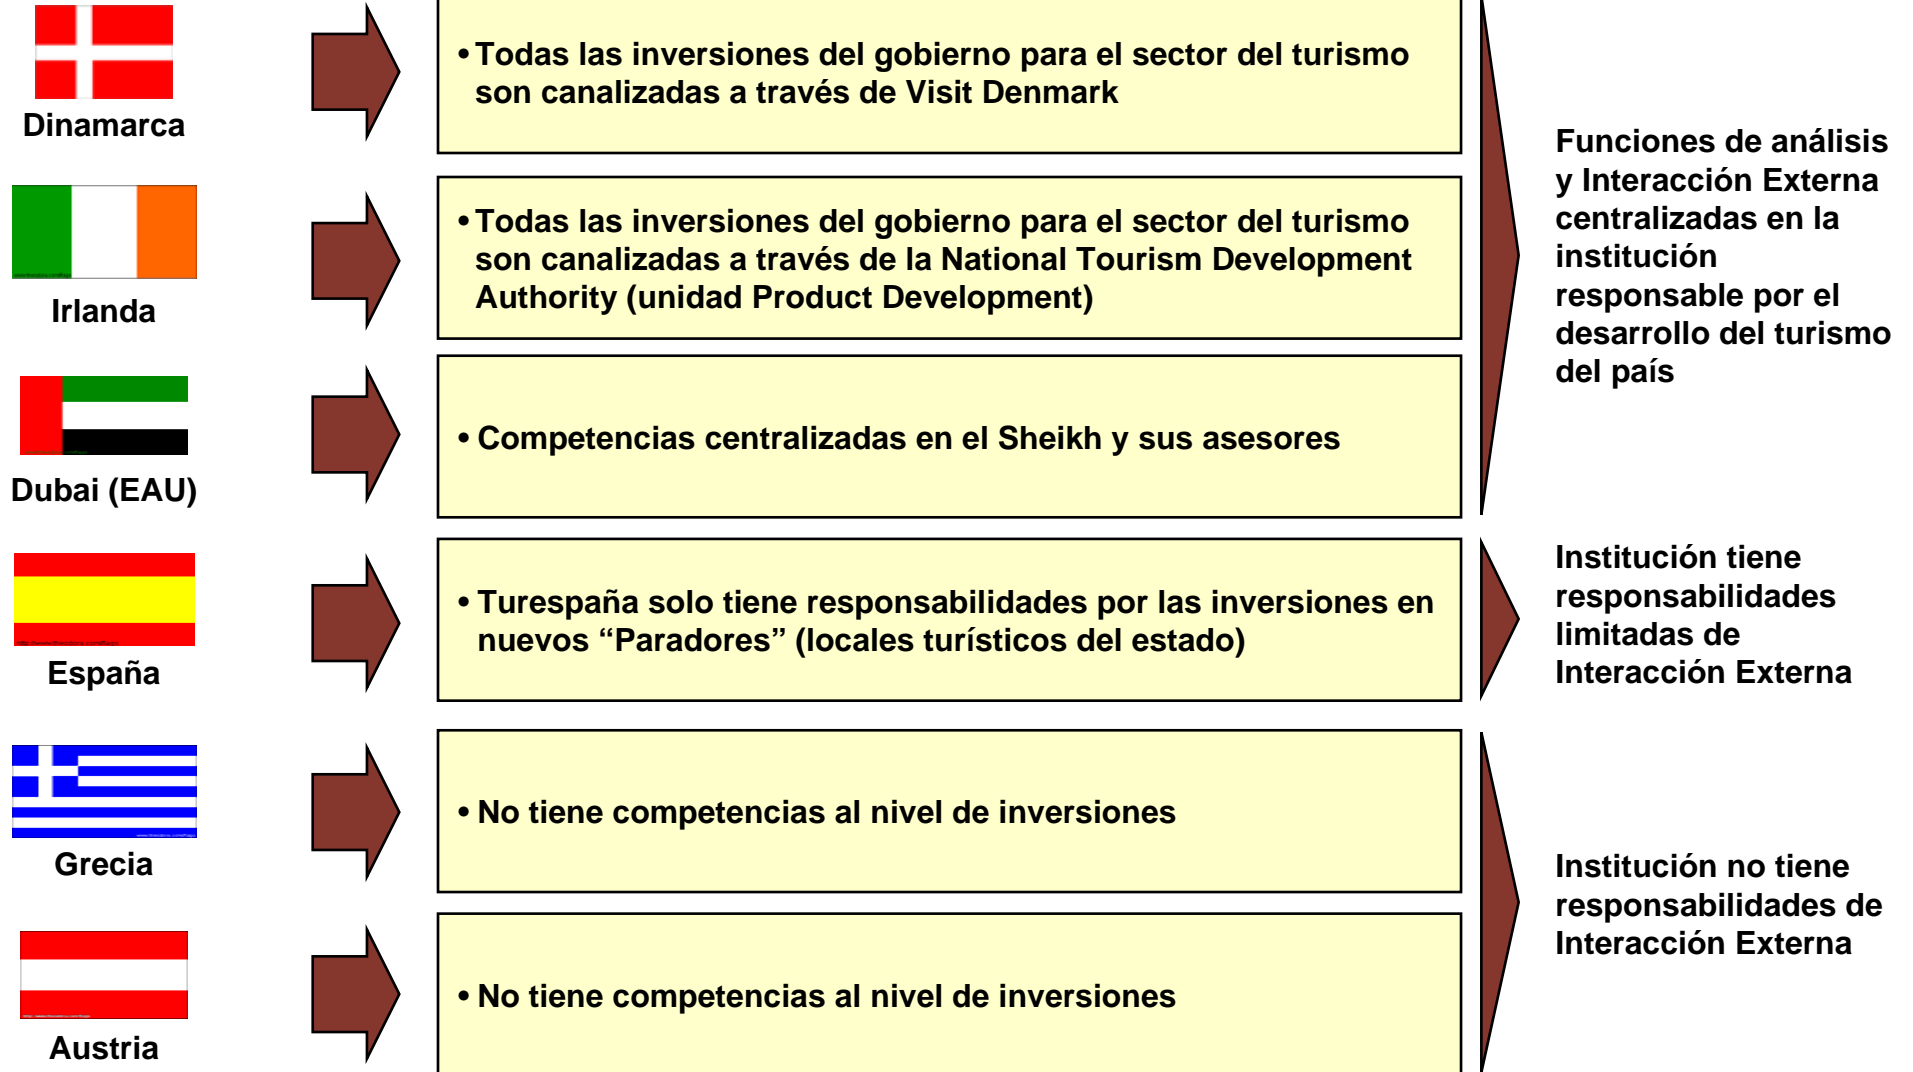 • Todas las inversiones del gobierno para el sector del turismo
son canalizadas a través de Visit Denmark
Dinamarca
• Todas las inversiones del gobierno para el sector del turismo
son canalizadas a través de la National Tourism Development
Authority (unidad Product Development)
Irlanda
• Competencias centralizadas en el Sheikh y sus asesores
Dubai (EAU)
Funciones de análisis
y Interacción Externa
centralizadas en la
institución
responsable por el
desarrollo del turismo
del país
• Turespaña solo tiene responsabilidades por las inversiones en
nuevos “Paradores” (locales turísticos del estado)
España
Institución tiene
responsabilidades
limitadas de
Interacción Externa
• No tiene competencias al nivel de inversiones
Grecia
• No tiene competencias al nivel de inversiones
Austria
Institución no tiene
responsabilidades de
Interacción Externa